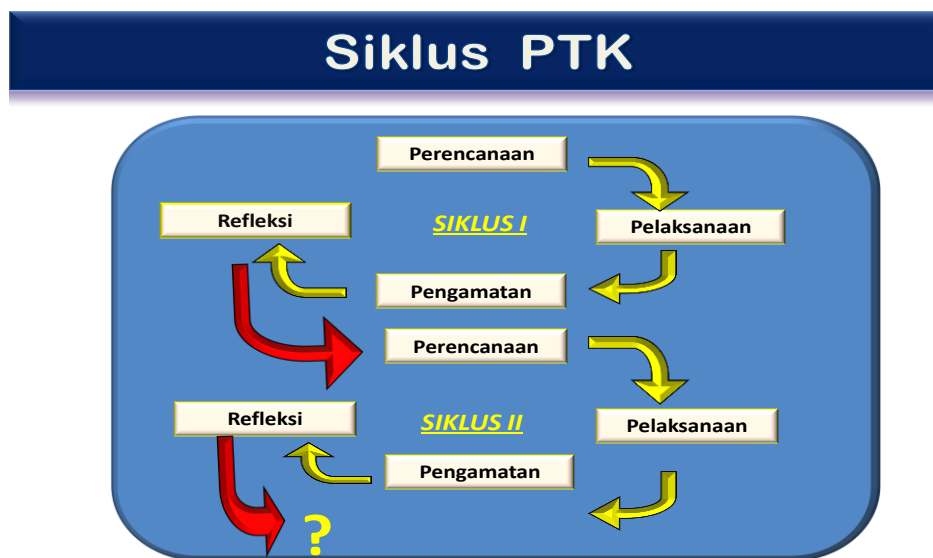 Siklus PTK
Perencanaan
Refleksi
SIKLUS I
Pelaksanaan
Pengamatan
Perencanaan
Refleksi
SIKLUS II
Pelaksanaan
Pengamatan
?